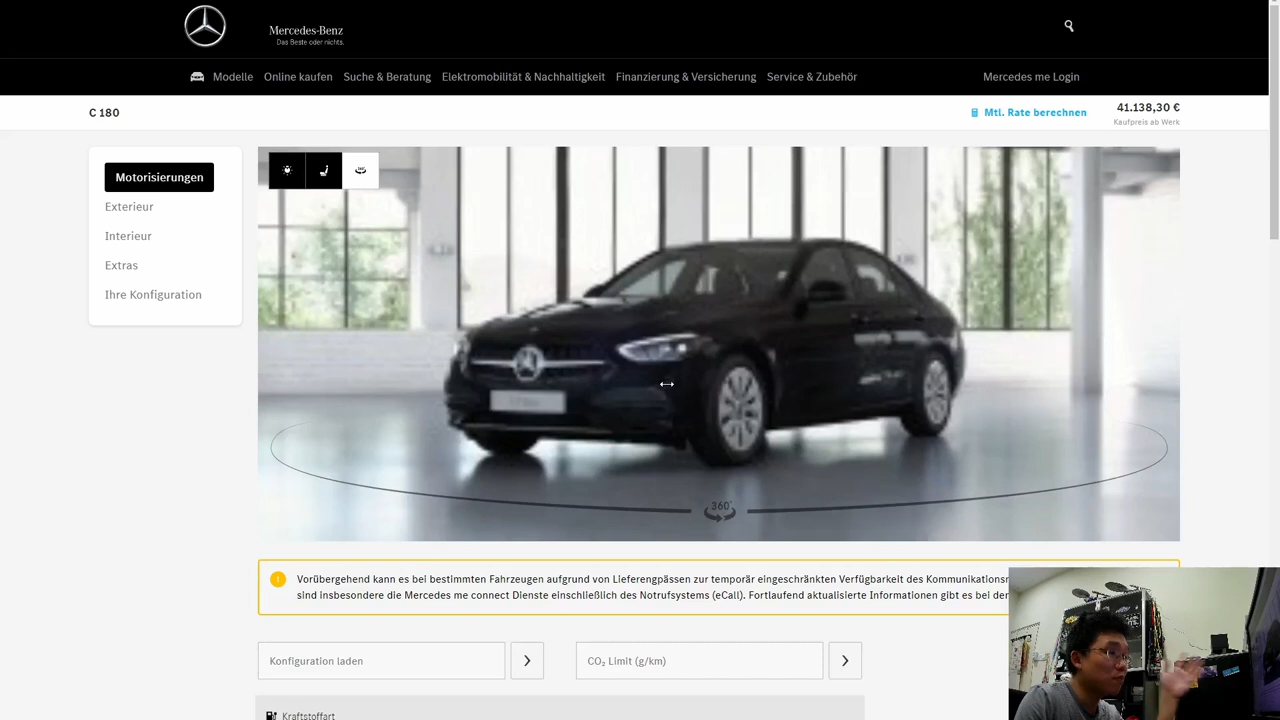 Mercedes-Benz
Das Beste oder nichts.
Modelle Online kaufen Suche & Beratung Elektromobilität & Nachhaltigkeit Finanzierung & Versicherung Service & Zubehör Mercedes me Login
C 180 Mtl. Rate berechnen 41.138,30 €
Kaufpreis ab Werk
Motorisierungen
Exterieur
Interieur
Extras
Ihre Konfiguration
360°
Vorübergehend kann es bei bestimmten Fahrzeugen aufgrund von Lieferengpässen zur temporär eingeschränkten Verfügbarkeit des
sind insbesondere die Mercedes me connect Dienste einschließlich des Notrufsystems (eCall). Fortlaufend aktualisierte Informationen gibt es bei
Konfiguration laden CO₂ Limit (g/km)
Kraftstoffart